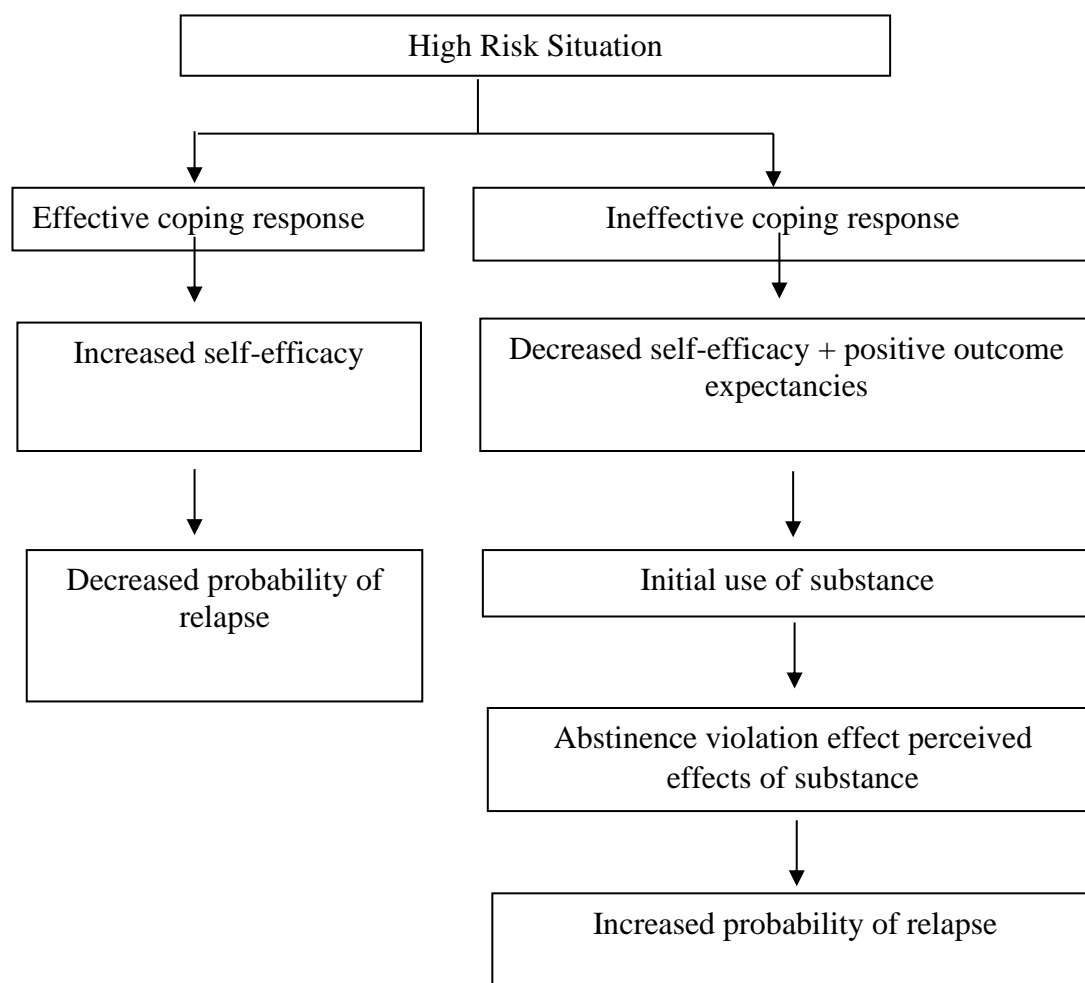 High Risk Situation
Effective coping response
Ineffective coping response
Increased self-efficacy
Decreased self-efficacy + positive outcome
expectancies
Decreased probability of
relapse
Initial use of substance
Abstinence violation effect perceived
effects of substance
Increased probability of relapse